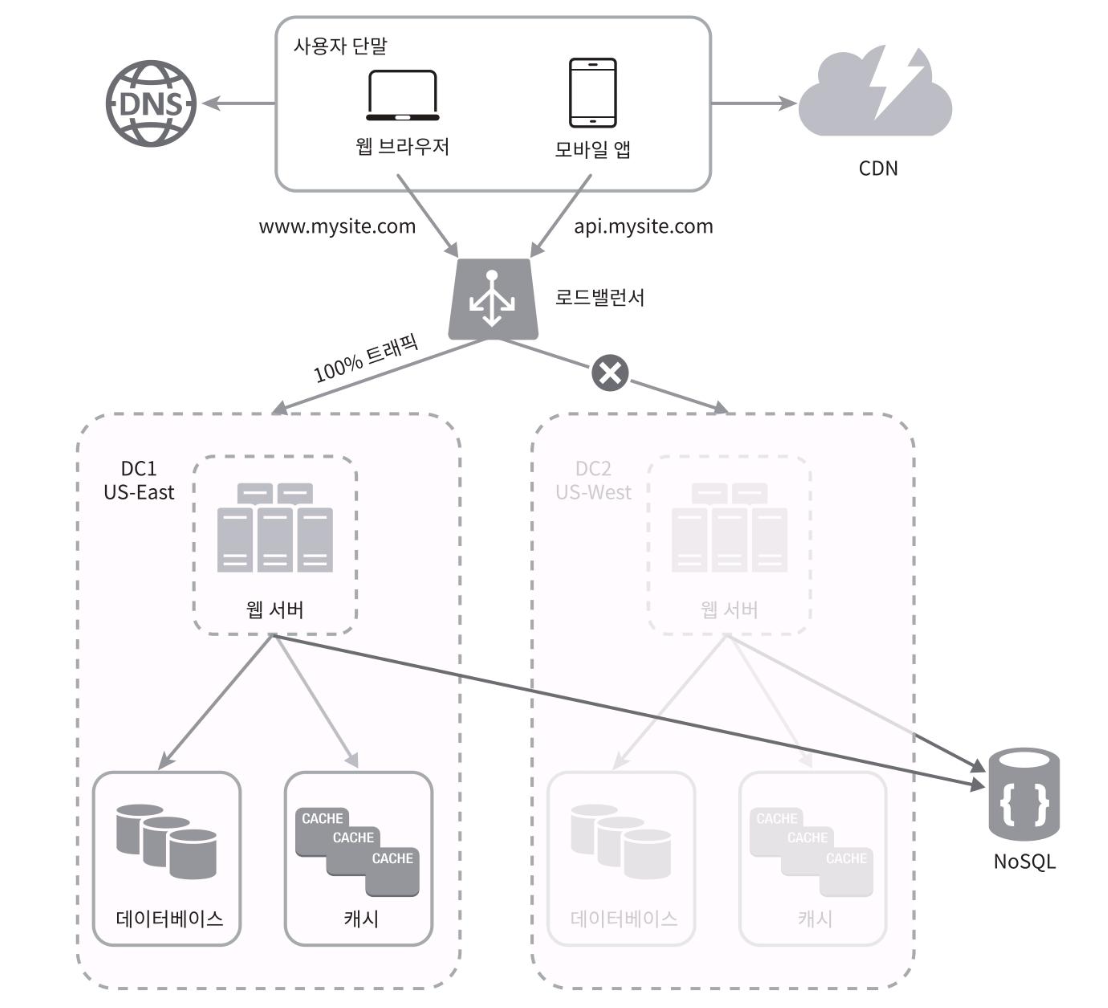 사용자 단말
DNS
웹 브라우저
모바일 앱
CDN
www.mysite.com
api.mysite.com
로드밸런서
100% 트래픽
DC1
US-East
웹 서버
DC2
US-West
웹 서버
CACHE
CACHE
CACHE
데이터베이스
캐시
CACHE
CACHE
CACHE
데이터베이스
캐시
{ }
NoSQL